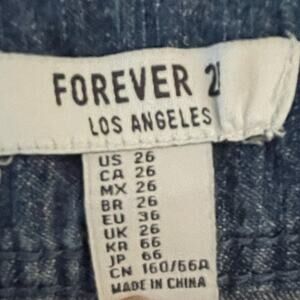 FOREVER 21
LOS ANGELES
US 26
CA 26
MX 26
BR 26
EU 36
UK 26
KR 66
JP 66
CN 160/66A
MADE IN CHINA